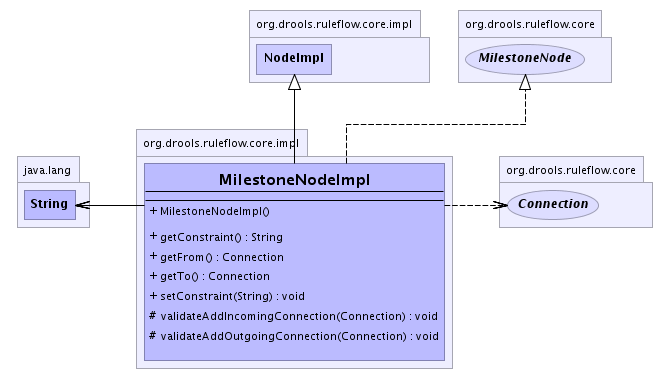 org.drools.ruleflow.core.impl
NodeImpl
org.drools.ruleflow.core
MilestoneNode
org.drools.ruleflow.core.impl
MilestoneNodeImpl
+ MilestoneNodeImpl()
+ getConstraint() : String
+ getFrom() : Connection
+ getTo() : Connection
+ setConstraint(String) : void
# validateAddIncomingConnection(Connection) : void
# validateAddOutgoingConnection(Connection) : void
java.lang
String
org.drools.ruleflow.core
Connection